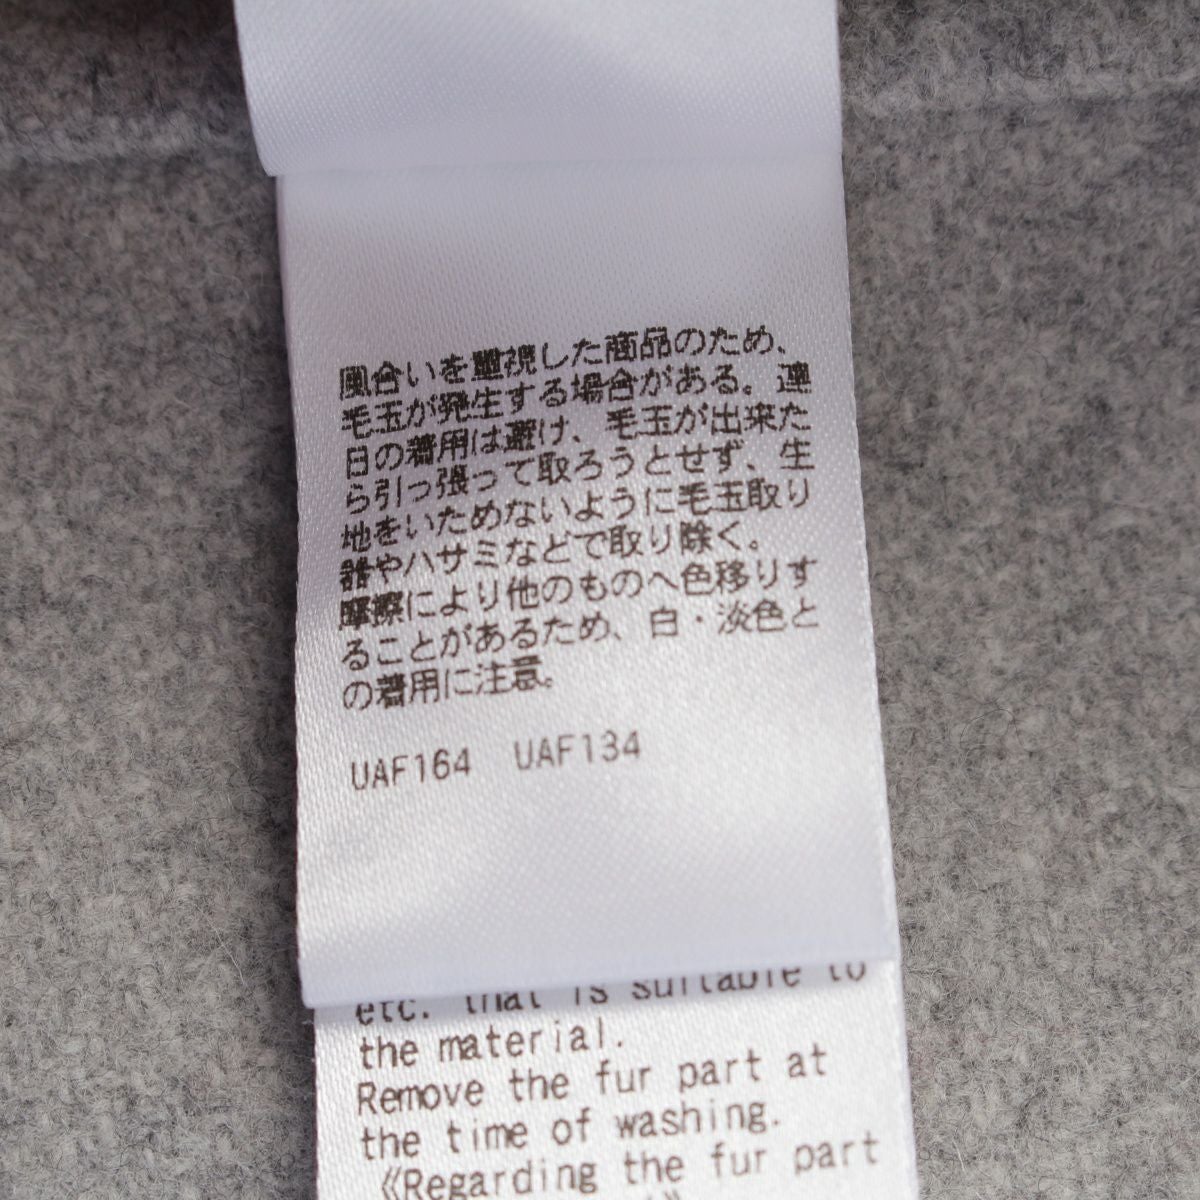 風合いを重視した商品のため、
毛玉が発生する場合がある。連
日の着用は避け、毛玉が出来た
ら引っ張って取ろうとせず、生
地をいためないように毛玉取り
器やハサミなどで取り除く。
摩擦により他のものへ色移りす
ることがあるため、白・淡色と
の着用に注意。
UAF164 UAF134
etc. that is suitable to
the material.
Remove the fur part at
the time of washing.
《Regarding the fur part